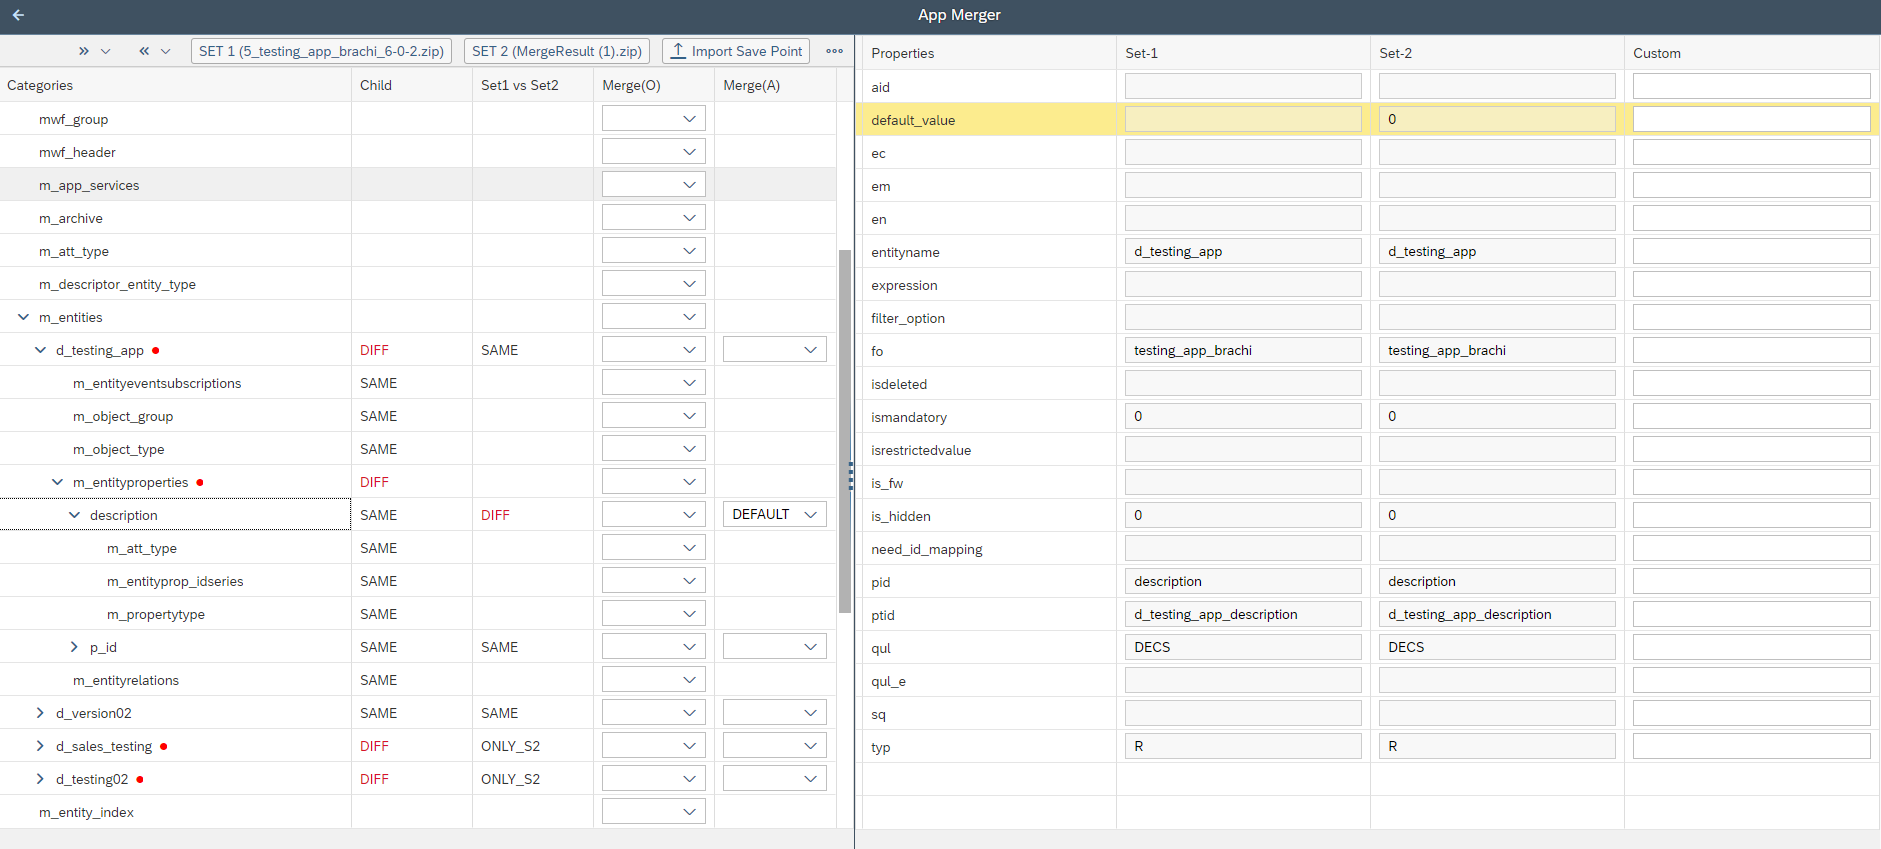 App Merger
SET 1 (5_testing_app_brachi_6-0-2.zip) SET 2 (MergeResult (1).zip) Import Save Point
Categories Child Set1 vs Set2 Merge(O) Merge(A)
mwf_group
mwf_header
m_app_services
m_archive
m_att_type
m_descriptor_entity_type
m_entities
d_testing_app DIFF SAME
m_entityeventsubscriptions SAME
m_object_group SAME
m_object_type SAME
m_entityproperties DIFF
description SAME DIFF DEFAULT
m_att_type SAME
m_entityprop_idseries SAME
m_propertytype SAME
p_id SAME SAME
m_entityrelations SAME
d_version02 SAME SAME
d_sales_testing DIFF ONLY_S2
d_testing02 DIFF ONLY_S2
m_entity_index
Properties Set-1 Set-2 Custom
aid
default_value 0
ec
em
en
entityname d_testing_app d_testing_app
expression
filter_option
fo testing_app_brachi testing_app_brachi
isdeleted
ismandatory 0 0
isrestrictedvalue
is_fw
is_hidden 0 0
need_id_mapping
pid description description
ptid d_testing_app_description d_testing_app_description
qul DECS DECS
qul_e
sq
typ R R